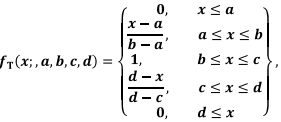 f_T(x;,a,b,c,d) = { 0, x ≤ a
(x − a)/(b − a), a ≤ x ≤ b
1, b ≤ x ≤ c
(d − x)/(d − c), c ≤ x ≤ d
0, d ≤ x },